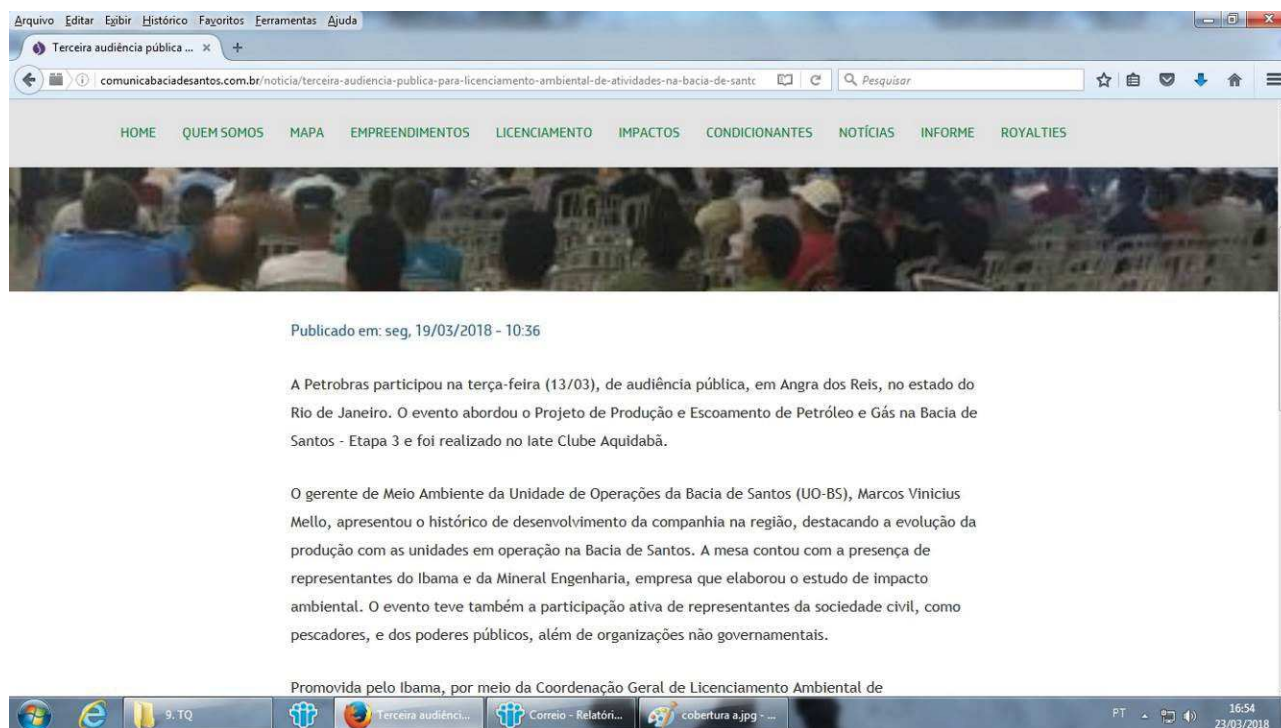 Arquivo Editar Exibir Histórico Favoritos Ferramentas Ajuda
Terceira audiência pública ... × +
comunicabaciadesantos.com.br/noticia/terceira-audiencia-publica-para-licenciamento-ambiental-de-atividades-na-bacia-de-santc
Pesquisar
HOME QUEM SOMOS MAPA EMPREENDIMENTOS LICENCIAMENTO IMPACTOS CONDICIONANTES NOTÍCIAS INFORME ROYALTIES
Publicado em: seg, 19/03/2018 - 10:36
A Petrobras participou na terça-feira (13/03), de audiência pública, em Angra dos Reis, no estado do
Rio de Janeiro. O evento abordou o Projeto de Produção e Escoamento de Petróleo e Gás na Bacia de
Santos - Etapa 3 e foi realizado no Iate Clube Aquidabã.
O gerente de Meio Ambiente da Unidade de Operações da Bacia de Santos (UO-BS), Marcos Vinicius
Mello, apresentou o histórico de desenvolvimento da companhia na região, destacando a evolução da
produção com as unidades em operação na Bacia de Santos. A mesa contou com a presença de
representantes do Ibama e da Mineral Engenharia, empresa que elaborou o estudo de impacto
ambiental. O evento teve também a participação ativa de representantes da sociedade civil, como
pescadores, e dos poderes públicos, além de organizações não governamentais.
Promovida pelo Ibama, por meio da Coordenação Geral de Licenciamento Ambiental de
9. TQ
Terceira audiênci...
Correio - Relatóri...
cobertura a.jpg - ...
PT
16:54
23/03/2018